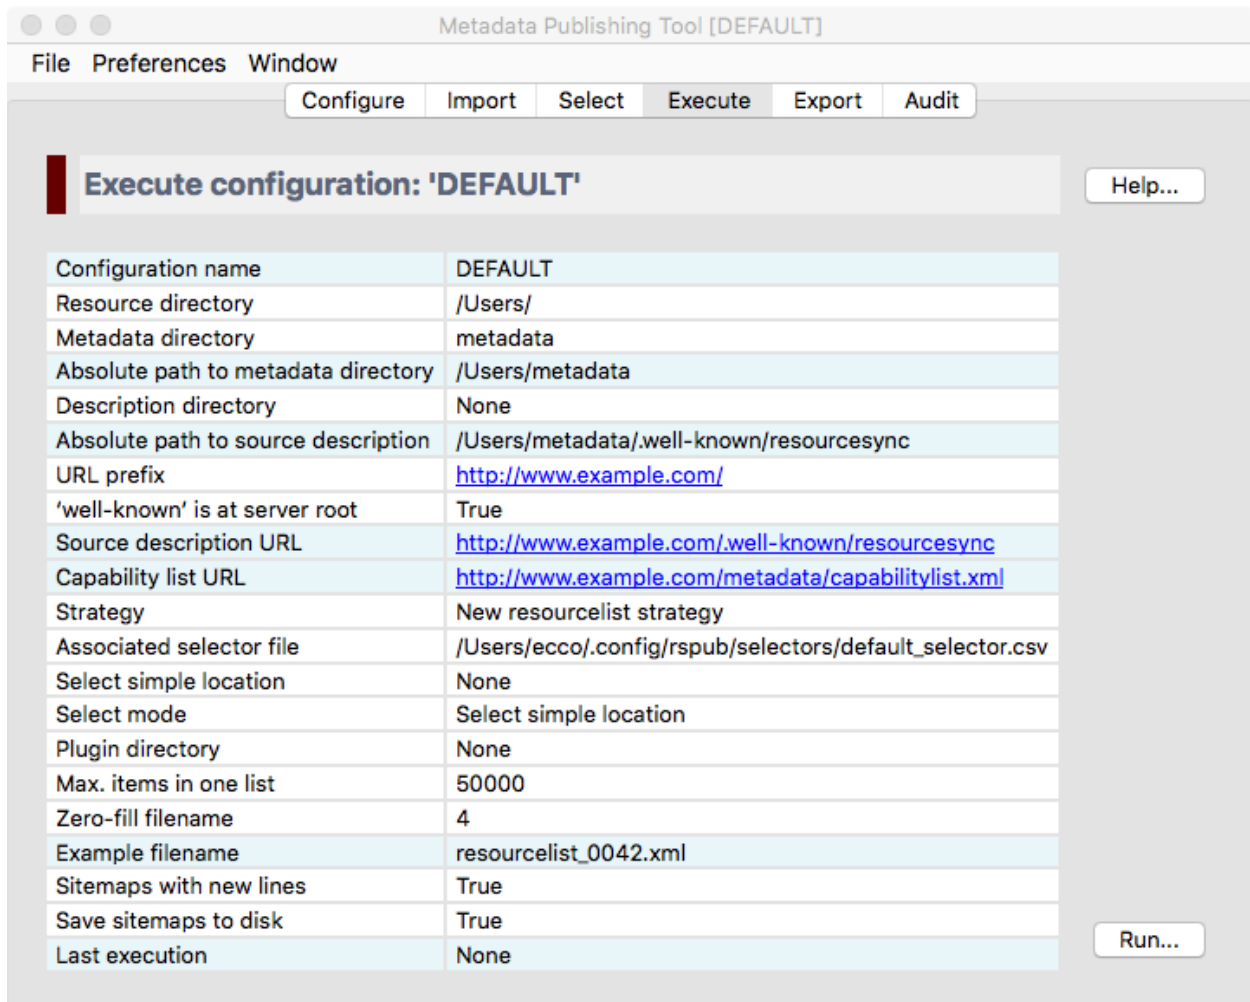 Metadata Publishing Tool [DEFAULT]
File Preferences Window
Configure Import Select Execute Export Audit
Execute configuration: 'DEFAULT'
Help...
Configuration name DEFAULT
Resource directory /Users/
Metadata directory metadata
Absolute path to metadata directory /Users/metadata
Description directory None
Absolute path to source description /Users/metadata/.well-known/resourcesync
URL prefix http://www.example.com/
‘well-known’ is at server root True
Source description URL http://www.example.com/.well-known/resourcesync
Capability list URL http://www.example.com/metadata/capabilitylist.xml
Strategy New resourcelist strategy
Associated selector file /Users/ecco/.config/rspub/selectors/default_selector.csv
Select simple location None
Select mode Select simple location
Plugin directory None
Max. items in one list 50000
Zero-fill filename 4
Example filename resourcelist_0042.xml
Sitemaps with new lines True
Save sitemaps to disk True
Last execution None
Run...